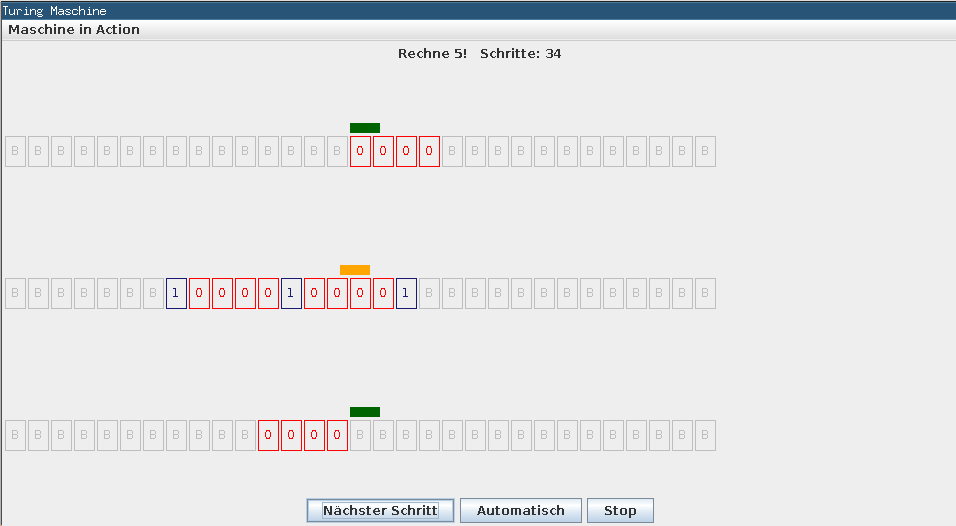 Turing Maschine
Maschine in Action
Rechne 5! Schritte: 34
B B B B B B B B B B B B B B B 0 0 0 0 B B B B B B B B B B B B
B B B B B B B 1 0 0 0 0 1 0 0 0 0 1 B B B B B B B B B B B B B
B B B B B B B B B B B 0 0 0 0 B B B B B B B B B B B B B B B B
Nächster Schritt Automatisch Stop